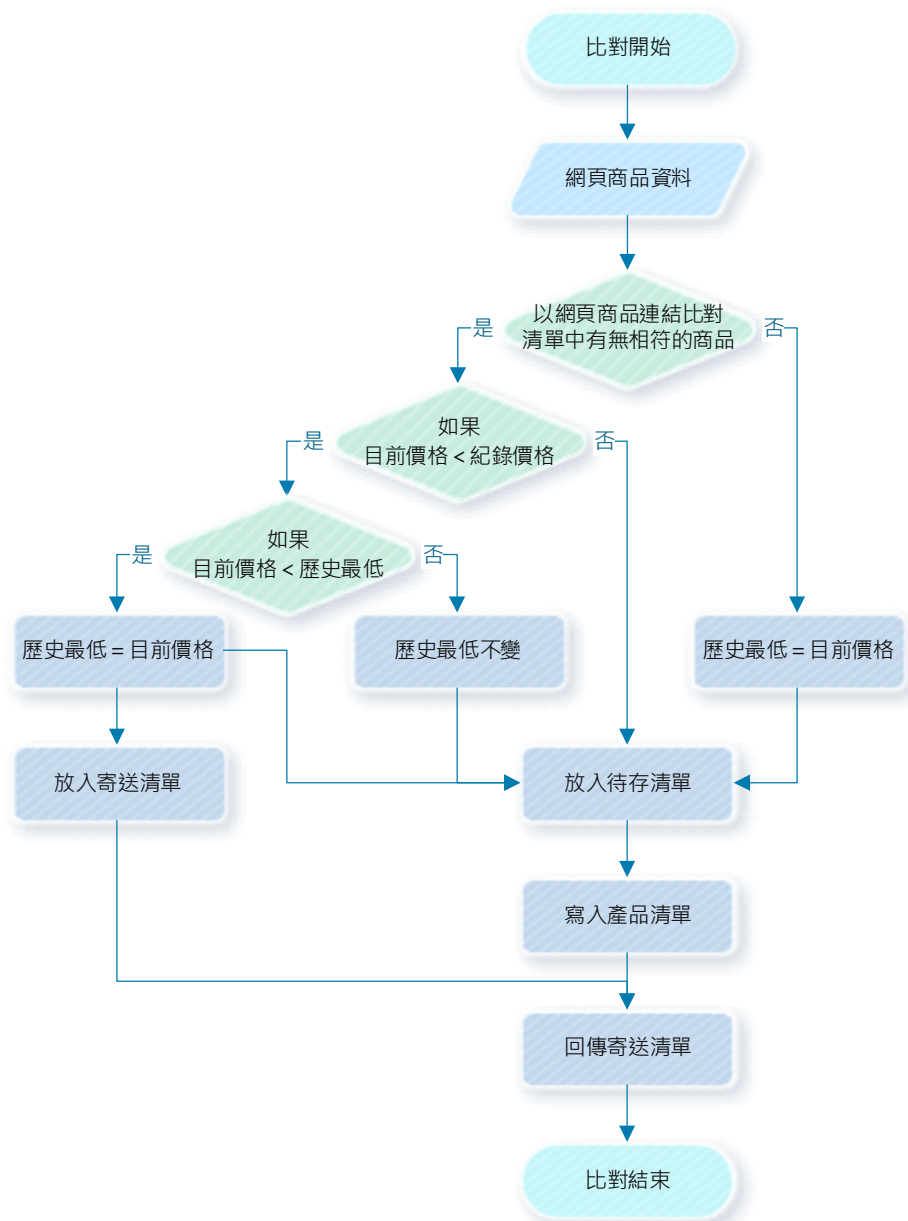 比對開始
網頁商品資料
以網頁商品連結比對
清單中有無相符的商品
是
否
如果
目前價格 < 紀錄價格
是
否
如果
目前價格 < 歷史最低
是
否
歷史最低 = 目前價格
歷史最低不變
歷史最低 = 目前價格
放入寄送清單
放入待存清單
寫入產品清單
回傳寄送清單
比對結束